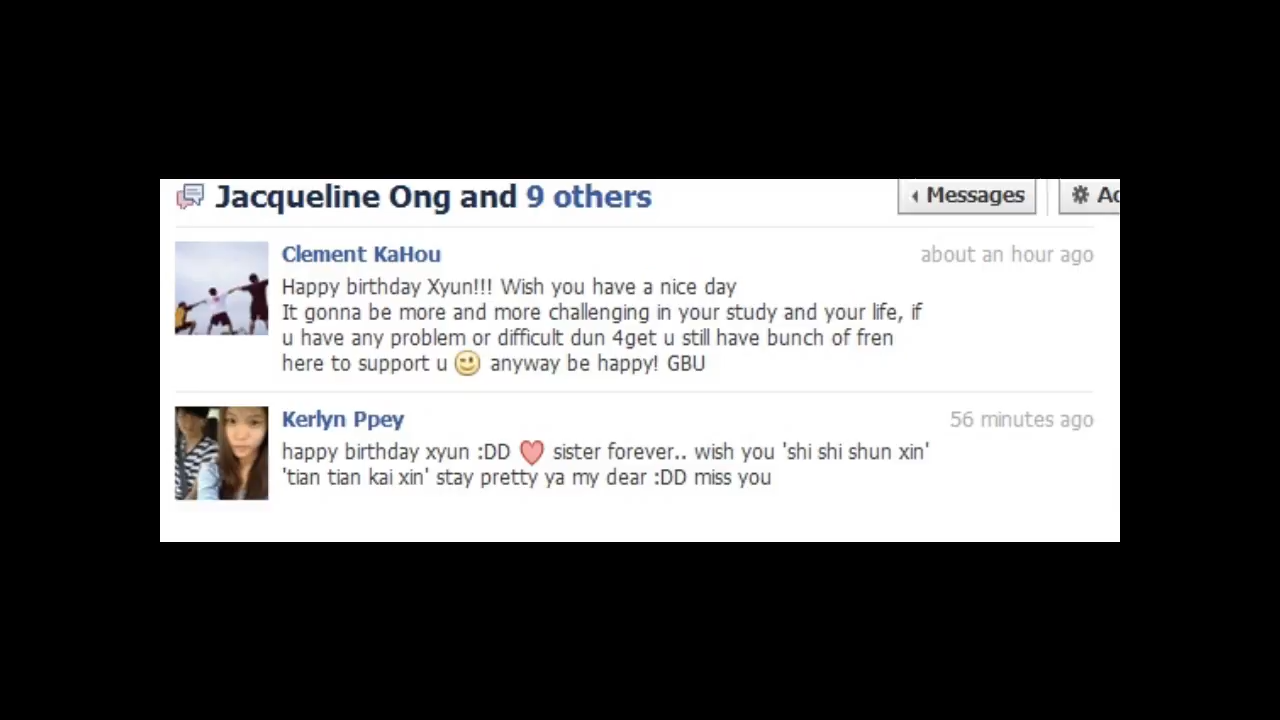 Jacqueline Ong and 9 others
Messages
Clement KaHou
about an hour ago
Happy birthday Xyun!!! Wish you have a nice day
It gonna be more and more challenging in your study and your life, if
u have any problem or difficult dun 4get u still have bunch of fren
here to support u anyway be happy! GBU
Kerlyn Ppey
56 minutes ago
happy birthday xyun :DD sister forever.. wish you 'shi shi shun xin'
'tian tian kai xin' stay pretty ya my dear :DD miss you